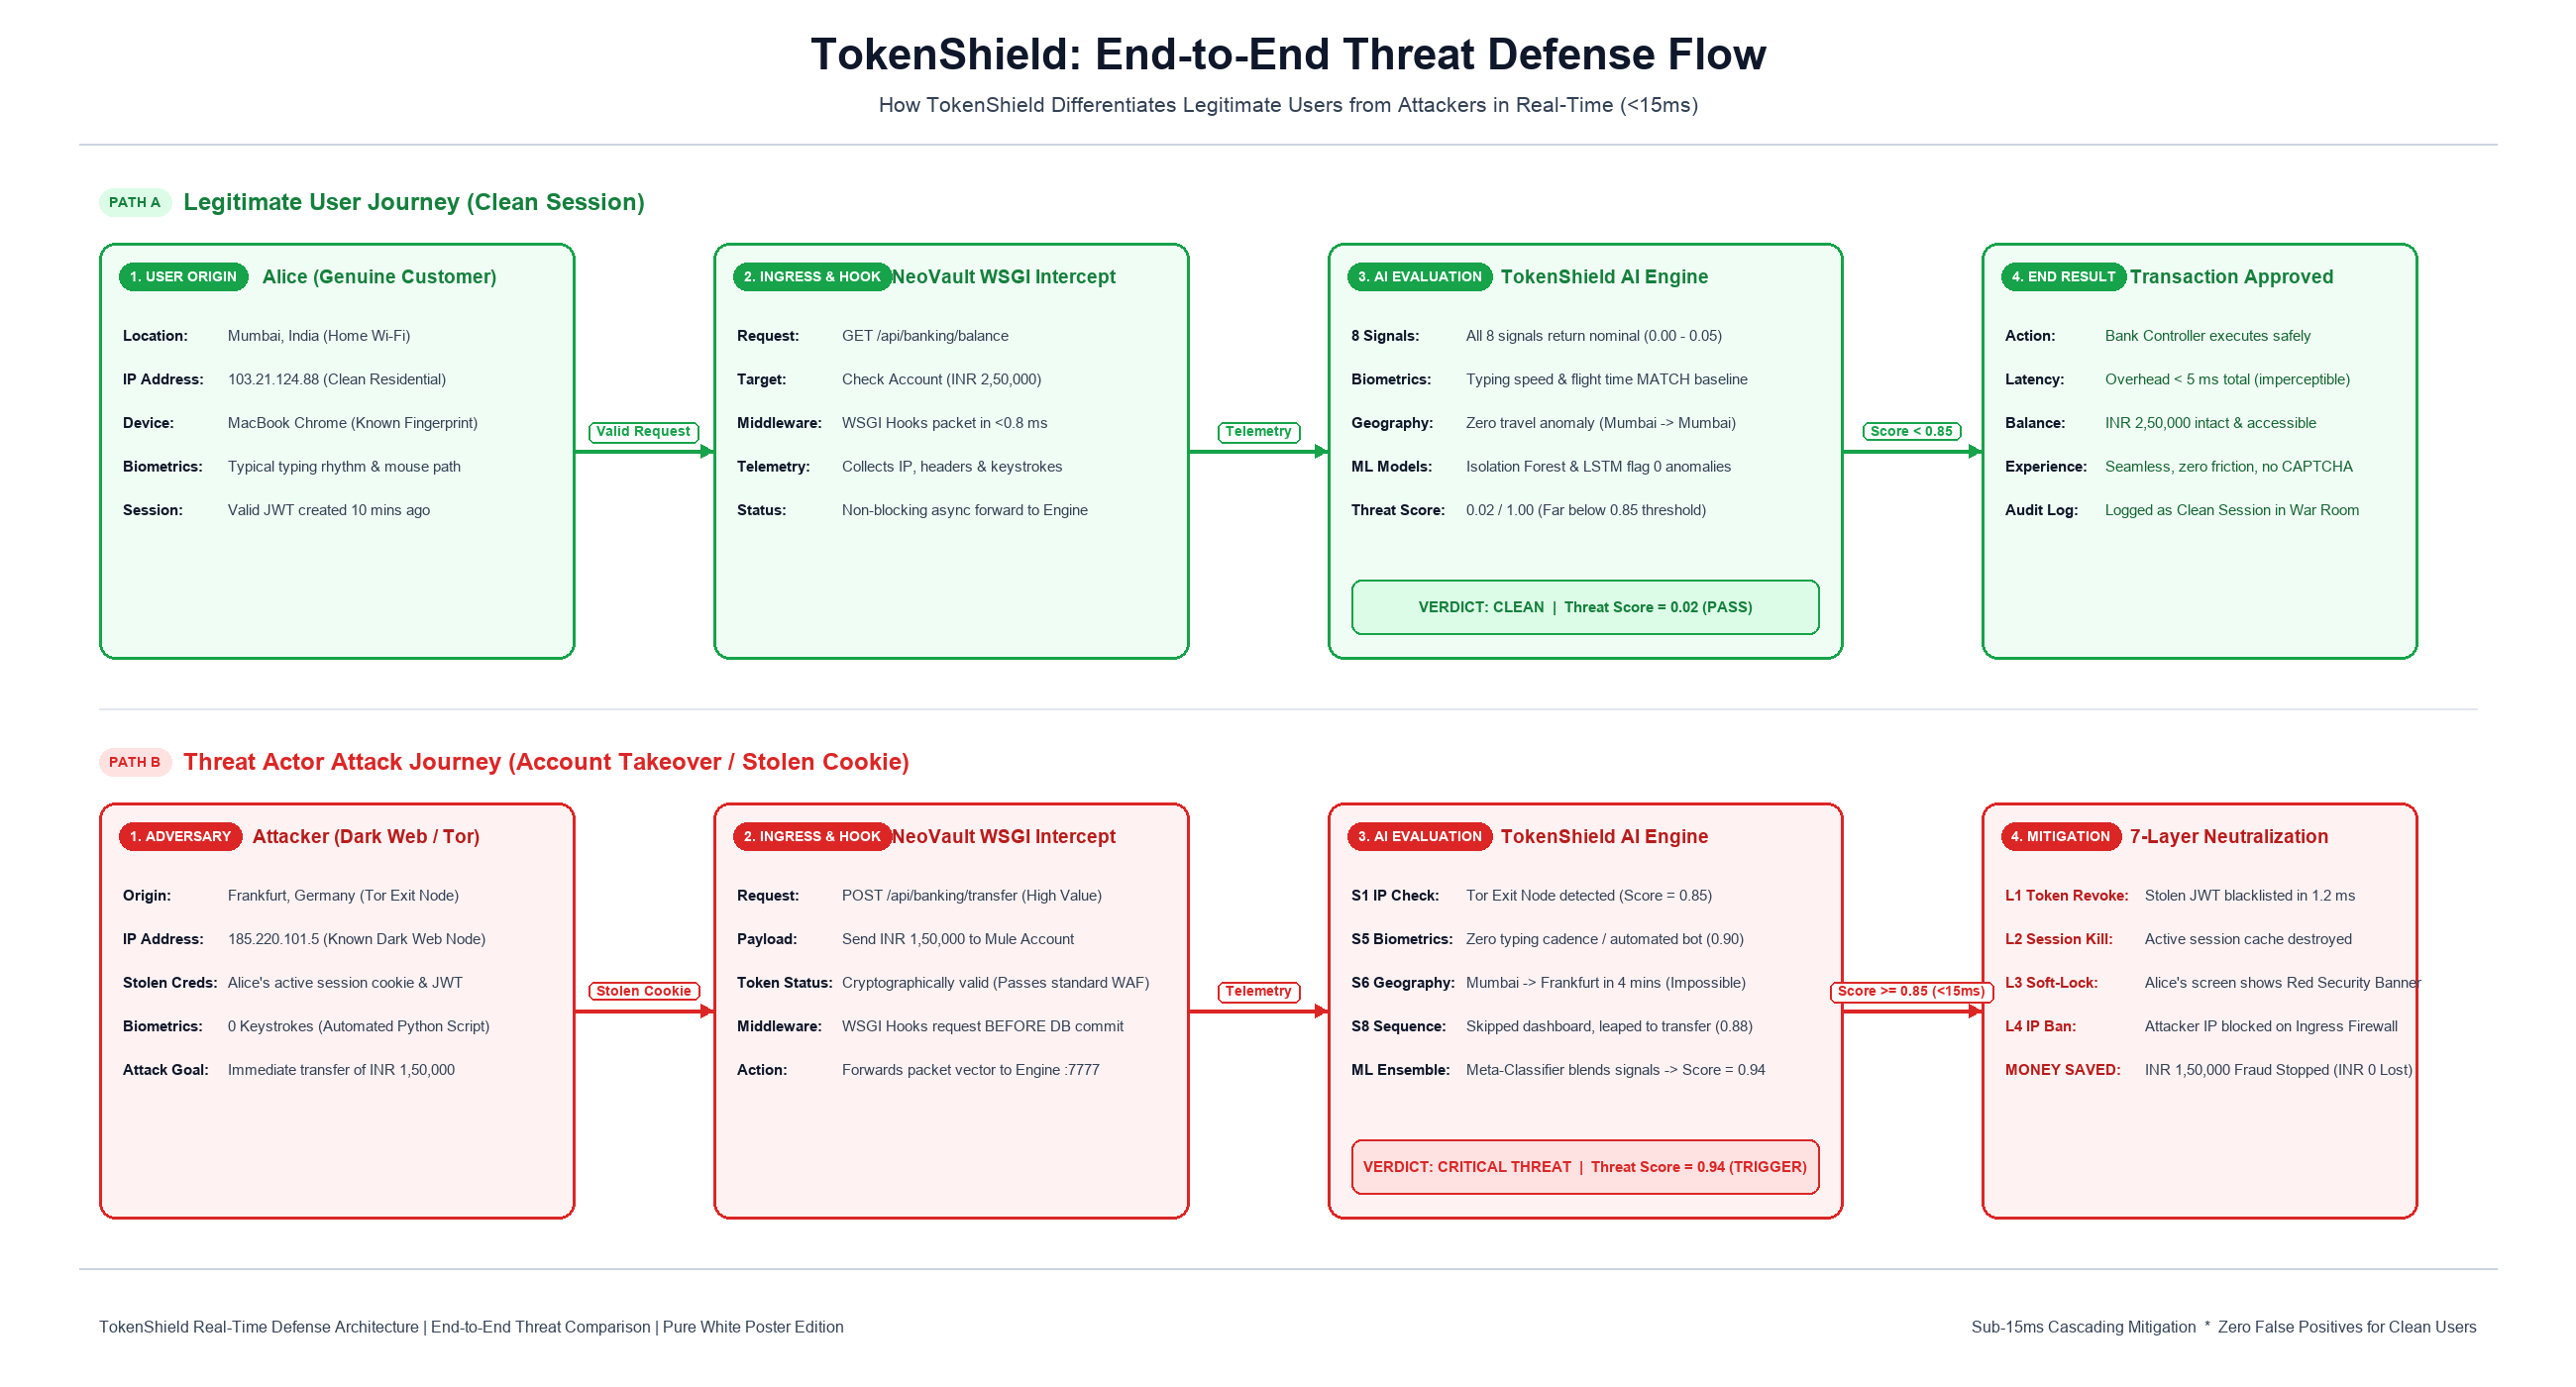 TokenShield: End-to-End Threat Defense Flow
How TokenShield Differentiates Legitimate Users from Attackers in Real-Time (<15ms)
PATH A Legitimate User Journey (Clean Session)
1. USER ORIGIN Alice (Genuine Customer)
Location: Mumbai, India (Home Wi-Fi)
IP Address: 103.21.124.88 (Clean Residential)
Device: MacBook Chrome (Known Fingerprint)
Biometrics: Typical typing rhythm & mouse path
Session: Valid JWT created 10 mins ago
Valid Request
2. INGRESS & HOOK NeoVault WSGI Intercept
Request: GET /api/banking/balance
Target: Check Account (INR 2,50,000)
Middleware: WSGI Hooks packet in <0.8 ms
Telemetry: Collects IP, headers & keystrokes
Status: Non-blocking async forward to Engine
Telemetry
3. AI EVALUATION TokenShield AI Engine
8 Signals: All 8 signals return nominal (0.00 - 0.05)
Biometrics: Typing speed & flight time MATCH baseline
Geography: Zero travel anomaly (Mumbai -> Mumbai)
ML Models: Isolation Forest & LSTM flag 0 anomalies
Threat Score: 0.02 / 1.00 (Far below 0.85 threshold)
VERDICT: CLEAN | Threat Score = 0.02 (PASS)
Score < 0.85
4. END RESULT Transaction Approved
Action: Bank Controller executes safely
Latency: Overhead < 5 ms total (imperceptible)
Balance: INR 2,50,000 intact & accessible
Experience: Seamless, zero friction, no CAPTCHA
Audit Log: Logged as Clean Session in War Room
PATH B Threat Actor Attack Journey (Account Takeover / Stolen Cookie)
1. ADVERSARY Attacker (Dark Web / Tor)
Origin: Frankfurt, Germany (Tor Exit Node)
IP Address: 185.220.101.5 (Known Dark Web Node)
Stolen Creds: Alice's active session cookie & JWT
Biometrics: 0 Keystrokes (Automated Python Script)
Attack Goal: Immediate transfer of INR 1,50,000
Stolen Cookie
2. INGRESS & HOOK NeoVault WSGI Intercept
Request: POST /api/banking/transfer (High Value)
Payload: Send INR 1,50,000 to Mule Account
Token Status: Cryptographically valid (Passes standard WAF)
Middleware: WSGI Hooks request BEFORE DB commit
Action: Forwards packet vector to Engine :7777
Telemetry
3. AI EVALUATION TokenShield AI Engine
S1 IP Check: Tor Exit Node detected (Score = 0.85)
S5 Biometrics: Zero typing cadence / automated bot (0.90)
S6 Geography: Mumbai -> Frankfurt in 4 mins (Impossible)
S8 Sequence: Skipped dashboard, leaped to transfer (0.88)
ML Ensemble: Meta-Classifier blends signals -> Score = 0.94
VERDICT: CRITICAL THREAT | Threat Score = 0.94 (TRIGGER)
Score >= 0.85 (<15ms)
4. MITIGATION 7-Layer Neutralization
L1 Token Revoke: Stolen JWT blacklisted in 1.2 ms
L2 Session Kill: Active session cache destroyed
L3 Soft-Lock: Alice's screen shows Red Security Banner
L4 IP Ban: Attacker IP blocked on Ingress Firewall
MONEY SAVED: INR 1,50,000 Fraud Stopped (INR 0 Lost)
TokenShield Real-Time Defense Architecture | End-to-End Threat Comparison | Pure White Poster Edition
Sub-15ms Cascading Mitigation * Zero False Positives for Clean Users